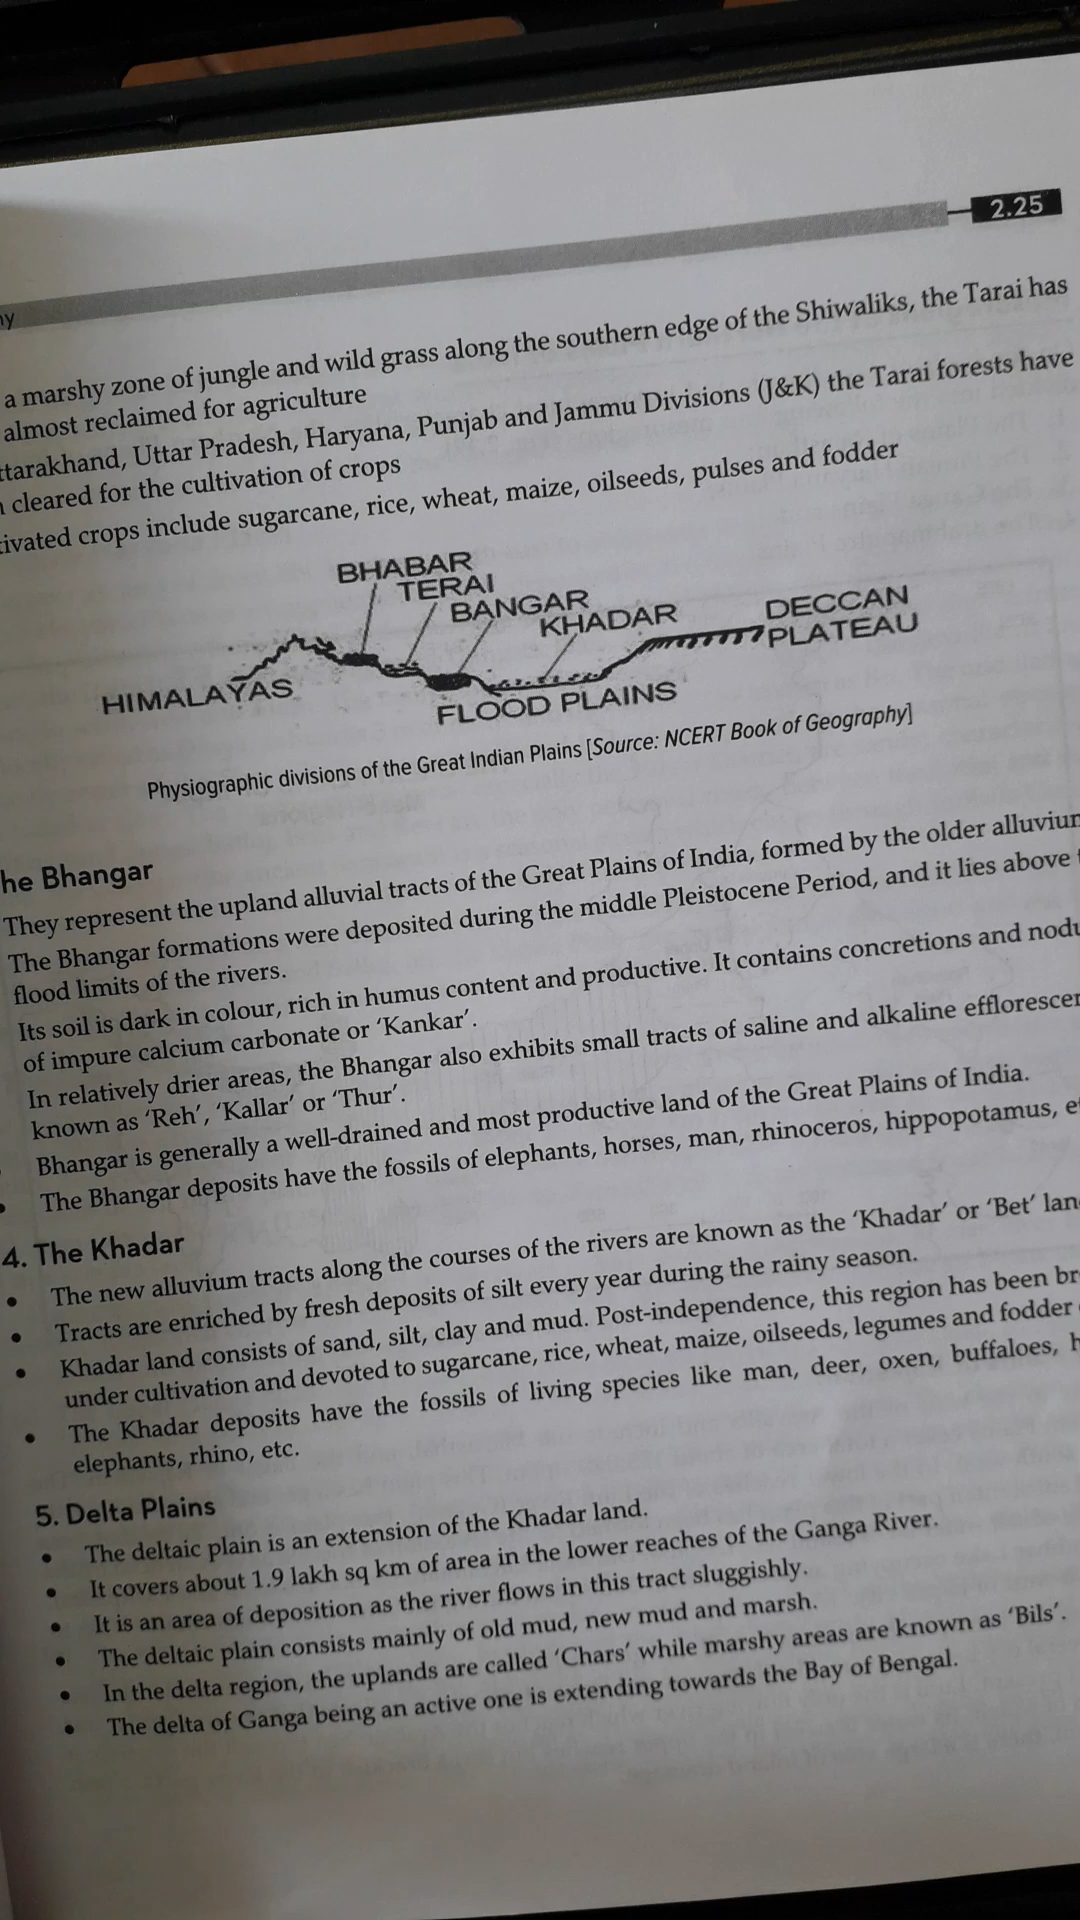 2.25
a marshy zone of jungle and wild grass along the southern edge of the Shiwaliks, the Tarai has
almost reclaimed for agriculture
Uttar Pradesh, Haryana, Punjab and Jammu Divisions (J&K) the Tarai forests have
cleared for the cultivation of crops
crops include sugarcane, rice, wheat, maize, oilseeds, pulses and fodder
BHABAR
TERAI
BANGAR
KHADAR
DECCAN
PLATEAU
HIMALAYAS
FLOOD PLAINS
Physiographic divisions of the Great Indian Plains [Source: NCERT Book of Geography]
he Bhangar
They represent the upland alluvial tracts of the Great Plains of India, formed by the older
The Bhangar formations were deposited during the middle Pleistocene Period, and it lies above
flood limits of the rivers.
Its soil is dark in colour, rich in humus content and productive. It contains concretions and
of impure calcium carbonate or ‘Kankar’.
In relatively drier areas, the Bhangar also exhibits small tracts of saline and alkaline
known as ‘Reh’, ‘Kallar’ or ‘Thur’.
Bhangar is generally a well-drained and most productive land of the Great Plains of India.
• The Bhangar deposits have the fossils of elephants, horses, man, rhinoceros, hippopotamus,
4. The Khadar
• The new alluvium tracts along the courses of the rivers are known as the ‘Khadar’ or ‘Bet’
• Tracts are enriched by fresh deposits of silt every year during the rainy season.
• Khadar land consists of sand, silt, clay and mud. Post-independence, this region has been
under cultivation and devoted to sugarcane, rice, wheat, maize, oilseeds, legumes and fodder
• The Khadar deposits have the fossils of living species like man, deer, oxen, buffaloes,
elephants, rhino, etc.
5. Delta Plains
• The deltaic plain is an extension of the Khadar land.
• It covers about 1.9 lakh sq km of area in the lower reaches of the Ganga River.
• It is an area of deposition as the river flows in this tract sluggishly.
• The deltaic plain consists mainly of old mud, new mud and marsh.
• In the delta region, the uplands are called ‘Chars’ while marshy areas are known as ‘Bils’.
• The delta of Ganga being an active one is extending towards the Bay of Bengal.